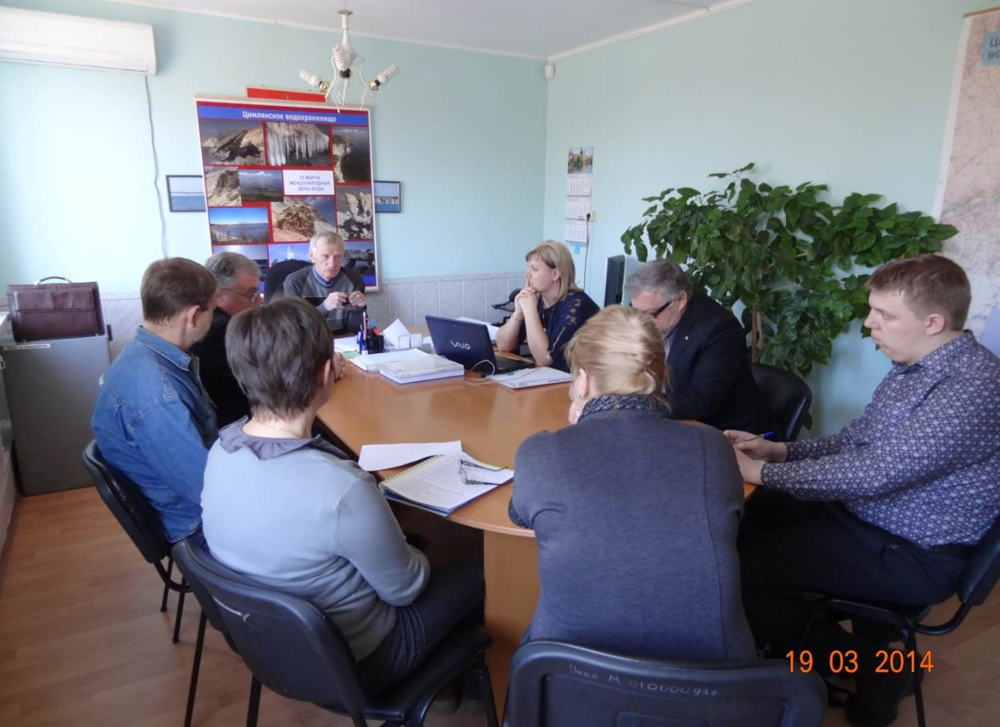 Цимлянское водохранилище
22 МАРТА
МЕЖДУНАРОДНЫЙ
ДЕНЬ ВОДЫ
VAIO
19 03 2014